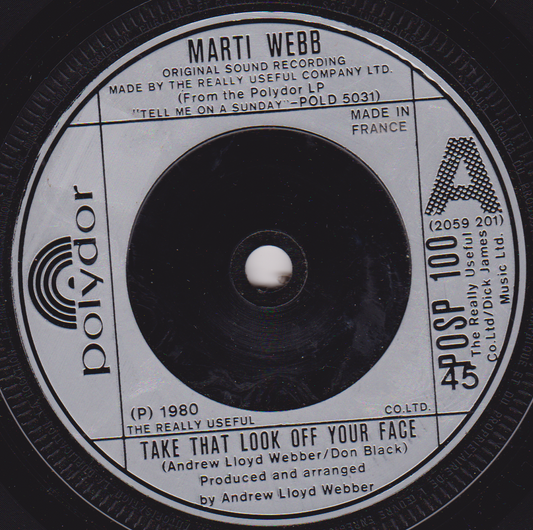 MARTI WEBB
ORIGINAL SOUND RECORDING
MADE BY THE REALLY USEFUL COMPANY LTD.
(From the Polydor LP
"TELL ME ON A SUNDAY"-POLD 5031)
MADE IN
FRANCE
A
(2059 201)
POSP 100
The Really Useful
Co.Ltd/Dick James
Music Ltd.
45
polydor
(P) 1980
THE REALLY USEFUL CO.LTD.
TAKE THAT LOOK OFF YOUR FACE
(Andrew Lloyd Webber/Don Black)
Produced and arranged
by Andrew Lloyd Webber